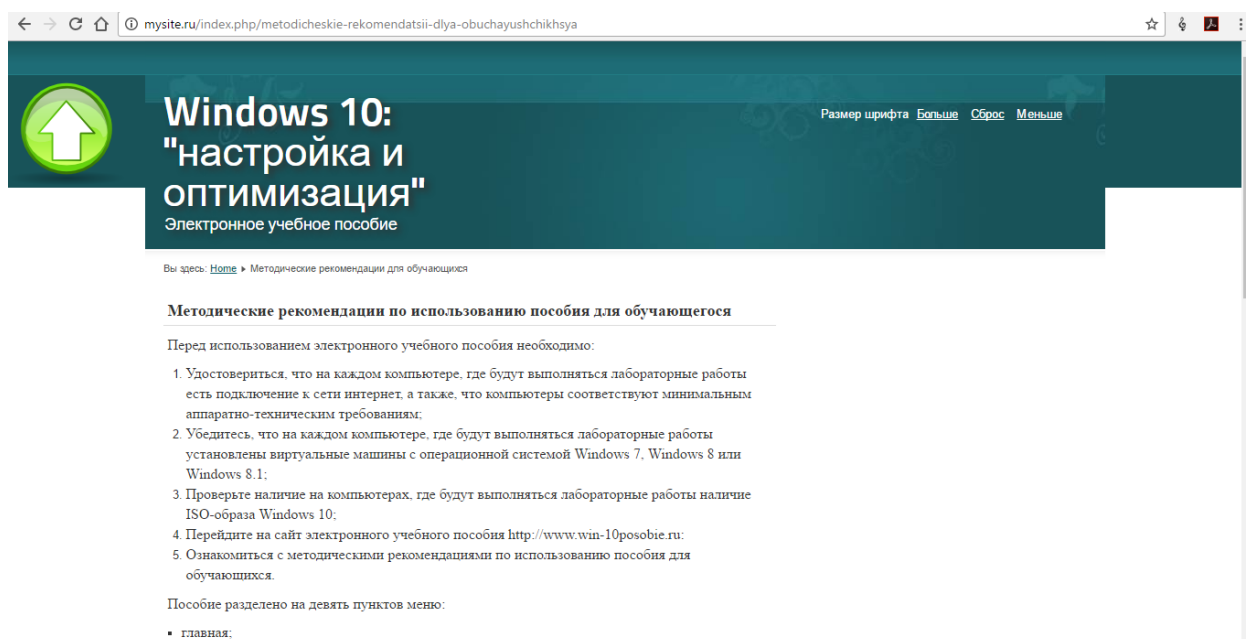 mysite.ru/index.php/metodicheskie-rekomendatsii-dlya-obuchayushchikhsya
Windows 10:
"настройка и
оптимизация"
Электронное учебное пособие
Размер шрифта Больше Сброс Меньше
Вы здесь: Home ▸ Методические рекомендации для обучающихся
Методические рекомендации по использованию пособия для обучающегося
Перед использованием электронного учебного пособия необходимо:
1. Удостовериться, что на каждом компьютере, где будут выполняться лабораторные работы
есть подключение к сети интернет, а также, что компьютеры соответствуют минимальным
аппаратно-техническим требованиям;
2. Убедитесь, что на каждом компьютере, где будут выполняться лабораторные работы
установлены виртуальные машины с операционной системой Windows 7, Windows 8 или
Windows 8.1;
3. Проверьте наличие на компьютерах, где будут выполняться лабораторные работы наличие
ISO-образа Windows 10;
4. Перейдите на сайт электронного учебного пособия http://www.win-10posobie.ru:
5. Ознакомиться с методическими рекомендациями по использованию пособия для
обучающихся.
Пособие разделено на девять пунктов меню:
▪ главная;